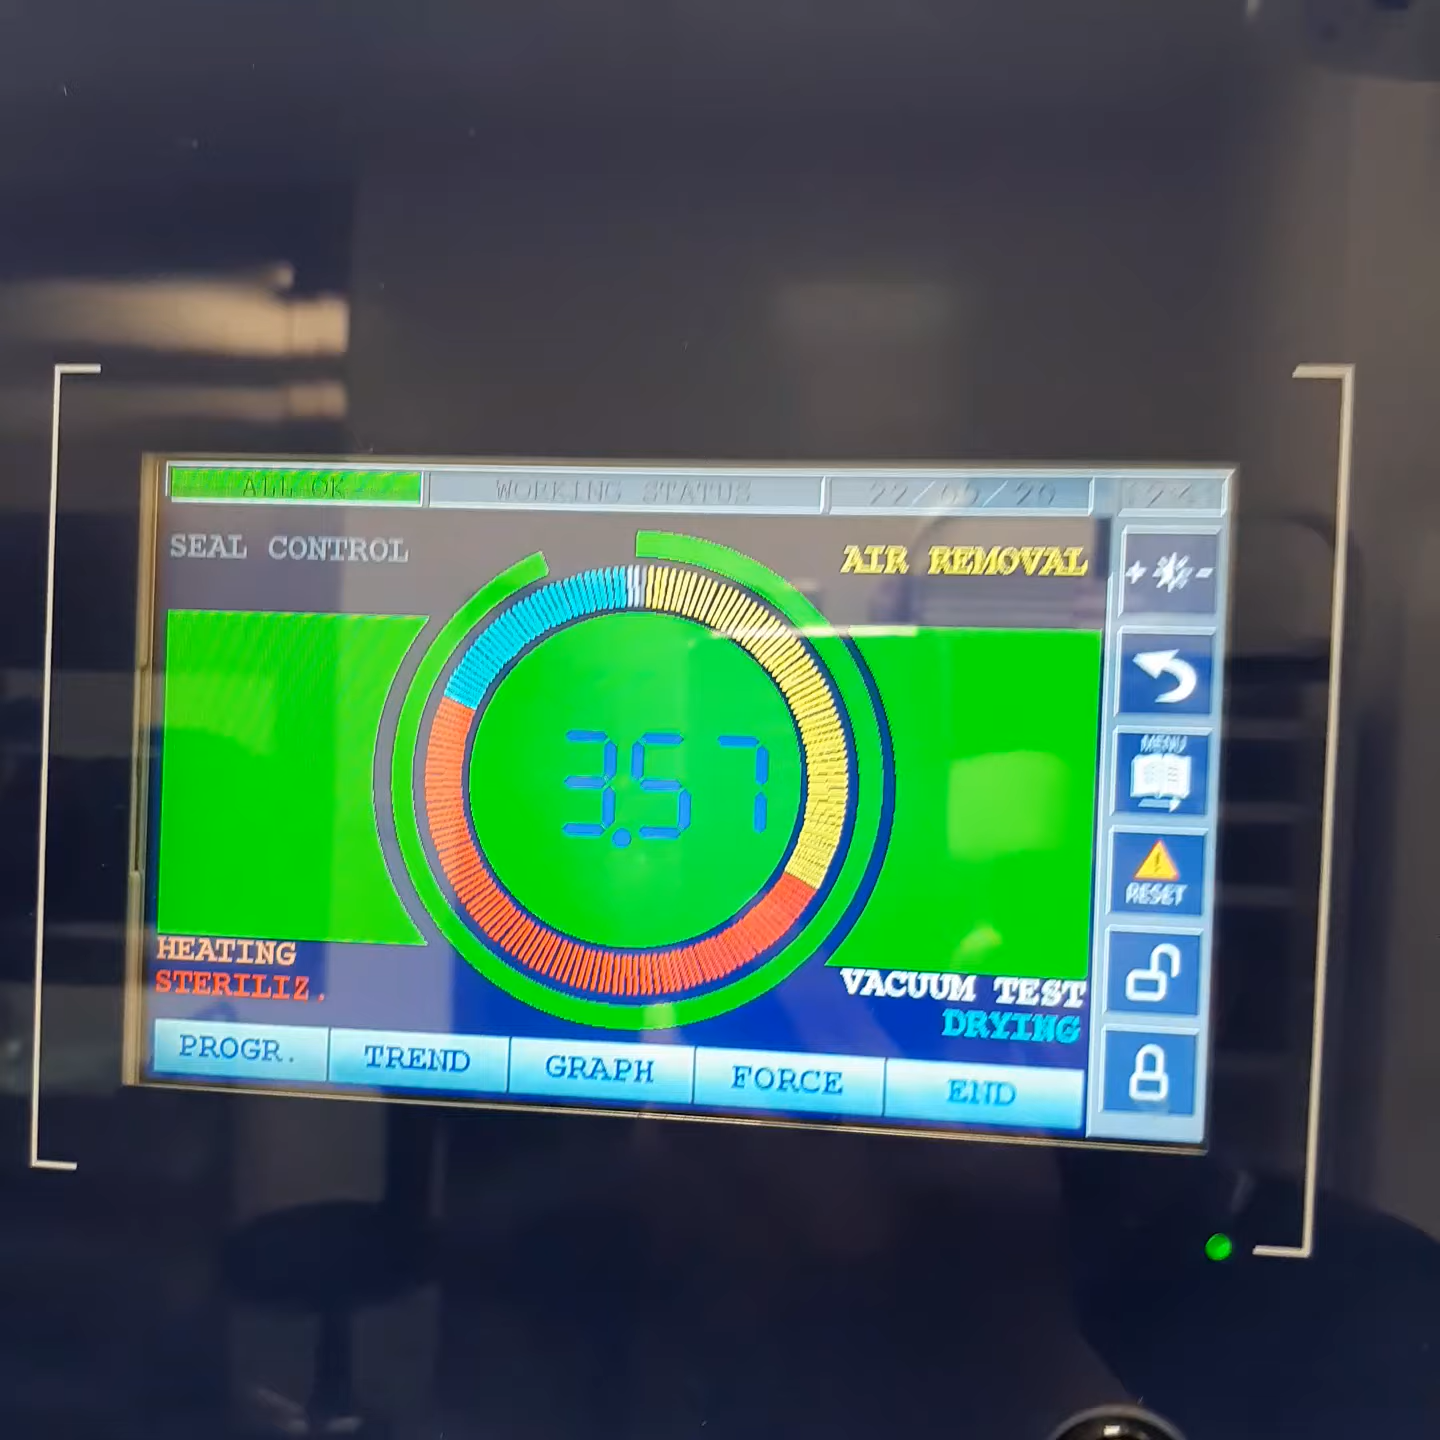 ALL OK
WORKING STATUS
SEAL CONTROL
AIR REMOVAL
3.57
HEATING
STERILIZ.
VACUUM TEST
DRYING
PROGR.
TREND
GRAPH
FORCE
END
+ -
MENU
RESET